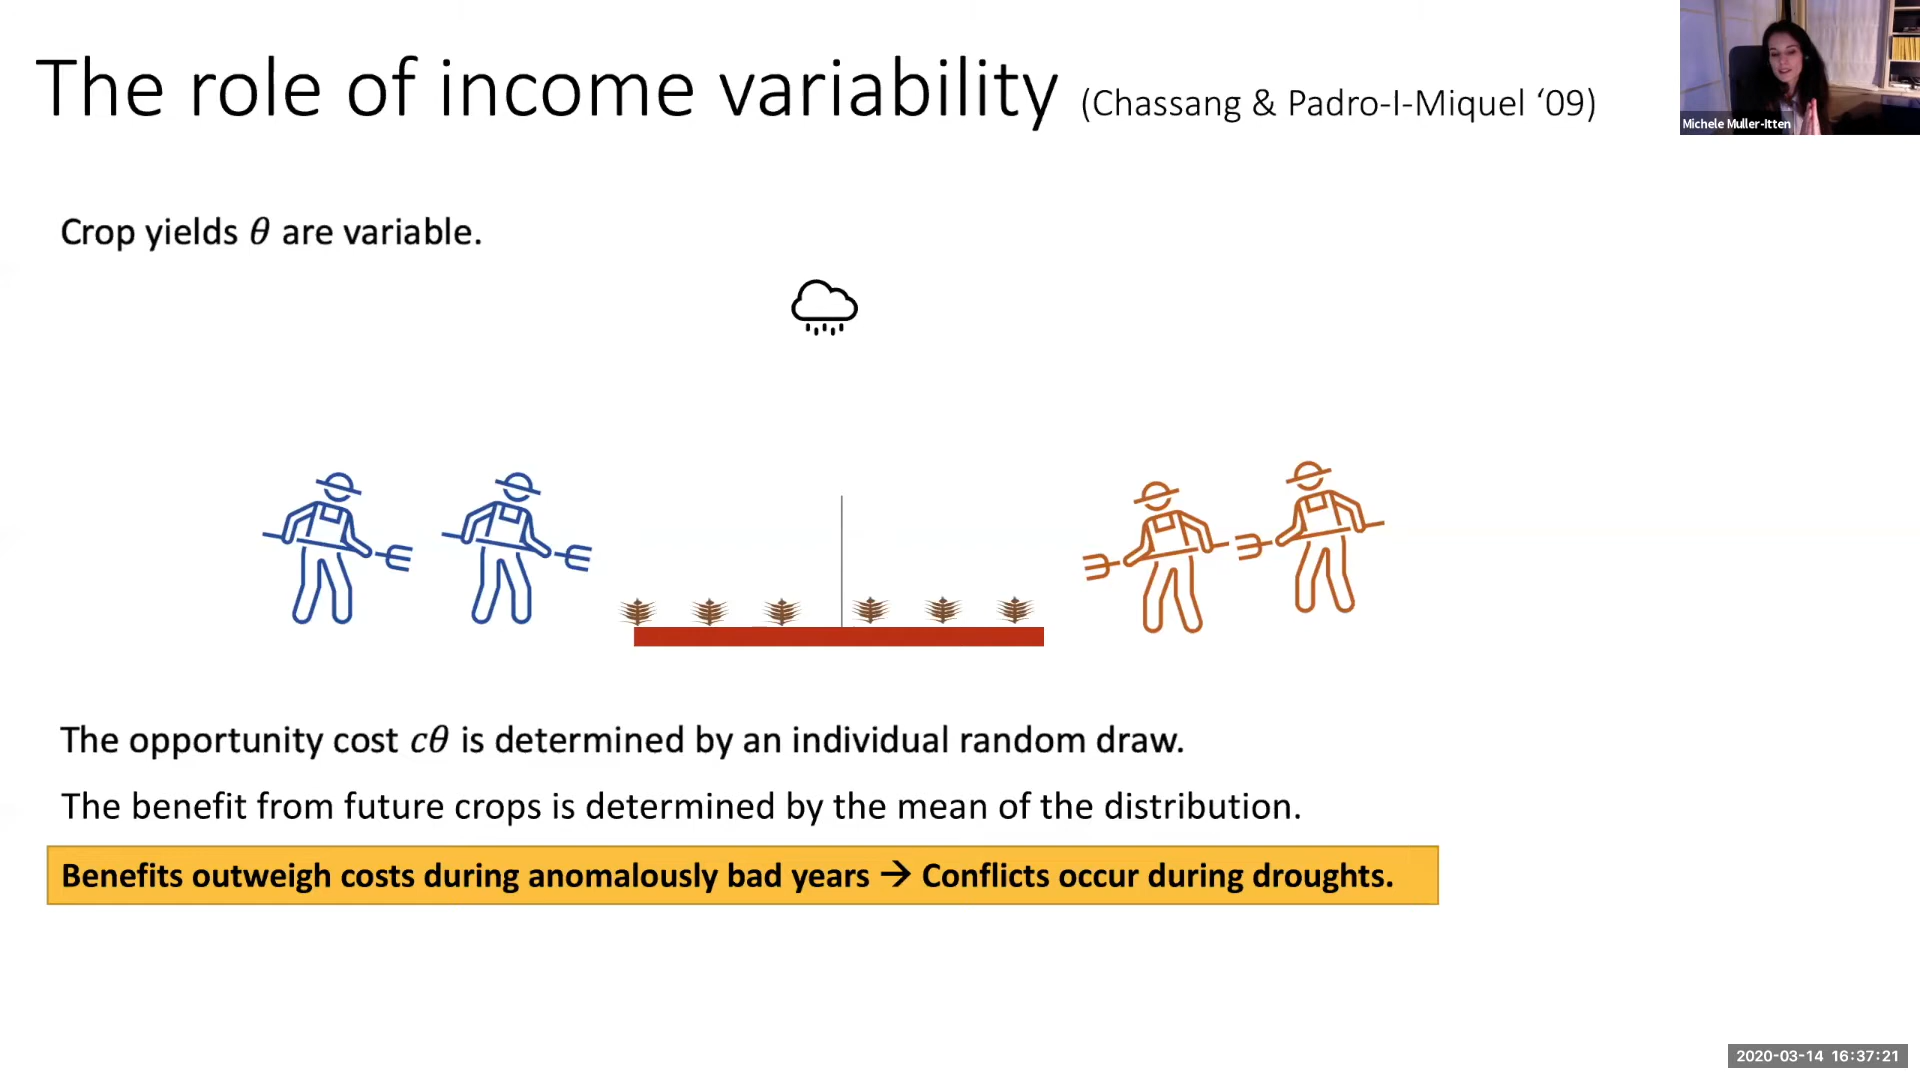 The role of income variability (Chassang & Padro-I-Miquel ‘09)
Michele Muller-Itten
Crop yields θ are variable.
The opportunity cost cθ is determined by an individual random draw.
The benefit from future crops is determined by the mean of the distribution.
Benefits outweigh costs during anomalously bad years → Conflicts occur during droughts.
2020-03-14 16:37:21